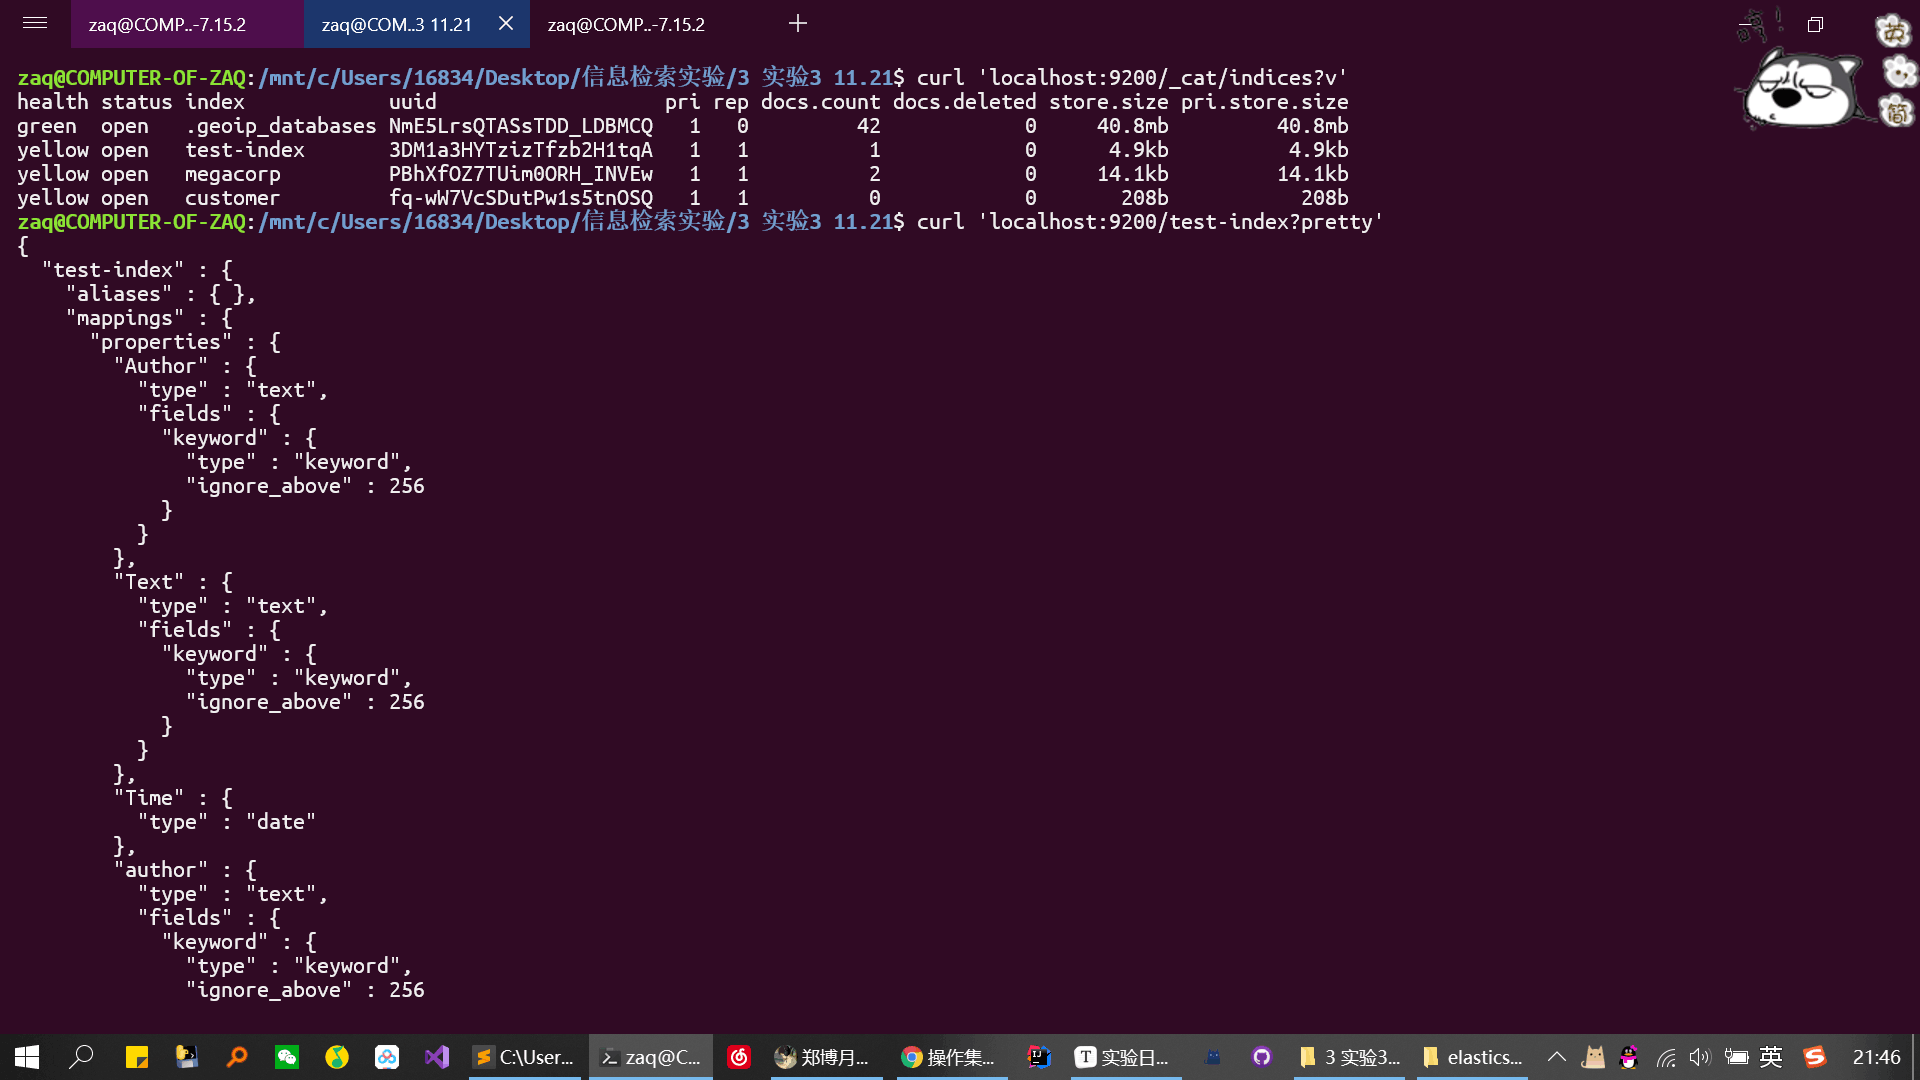 zaq@COMP..-7.15.2
zaq@COM..3 11.21
zaq@COMP..-7.15.2
zaq@COMPUTER-OF-ZAQ:/mnt/c/Users/16834/Desktop/信息检索实验/3 实验3 11.21$ curl 'localhost:9200/_cat/indices?v'
health status index            uuid                   pri rep docs.count docs.deleted store.size pri.store.size
green  open   .geoip_databases NmE5LrsQTASsTDD_LDBMCQ   1   0         42            0     40.8mb         40.8mb
yellow open   test-index       3DM1a3HYTzizTfzb2H1tqA   1   1          1            0      4.9kb          4.9kb
yellow open   megacorp         PBhXfOZ7TUim0ORH_INVEw   1   1          2            0     14.1kb         14.1kb
yellow open   customer         fq-wW7VcSDutPw1s5tnOSQ   1   1          0            0       208b           208b
zaq@COMPUTER-OF-ZAQ:/mnt/c/Users/16834/Desktop/信息检索实验/3 实验3 11.21$ curl 'localhost:9200/test-index?pretty'
{
  "test-index" : {
    "aliases" : { },
    "mappings" : {
      "properties" : {
        "Author" : {
          "type" : "text",
          "fields" : {
            "keyword" : {
              "type" : "keyword",
              "ignore_above" : 256
            }
          }
        },
        "Text" : {
          "type" : "text",
          "fields" : {
            "keyword" : {
              "type" : "keyword",
              "ignore_above" : 256
            }
          }
        },
        "Time" : {
          "type" : "date"
        },
        "author" : {
          "type" : "text",
          "fields" : {
            "keyword" : {
              "type" : "keyword",
              "ignore_above" : 256
英
简
C:\User...
zaq@C...
郑博月...
操作集...
实验日...
3 实验3...
elastics...
英
21:46